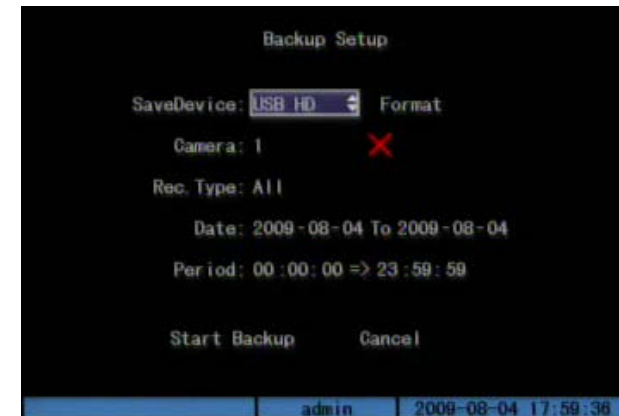 Backup Setup
SaveDevice: USB HD Format
Camera: 1
Rec. Type: All
Date: 2009-08-04 To 2009-08-04
Period: 00:00:00 => 23:59:59
Start Backup Cancel
admin 2009-08-04 17:59:36